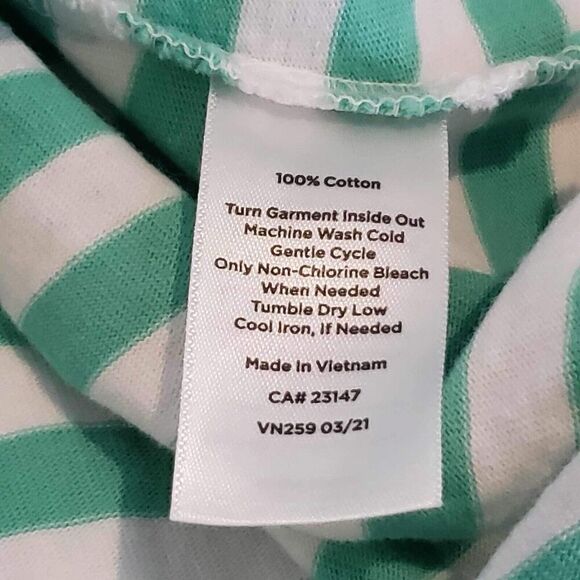 100% Cotton
Turn Garment Inside Out
Machine Wash Cold
Gentle Cycle
Only Non-Chlorine Bleach
When Needed
Tumble Dry Low
Cool Iron, If Needed
Made In Vietnam
CA# 23147
VN259 03/21